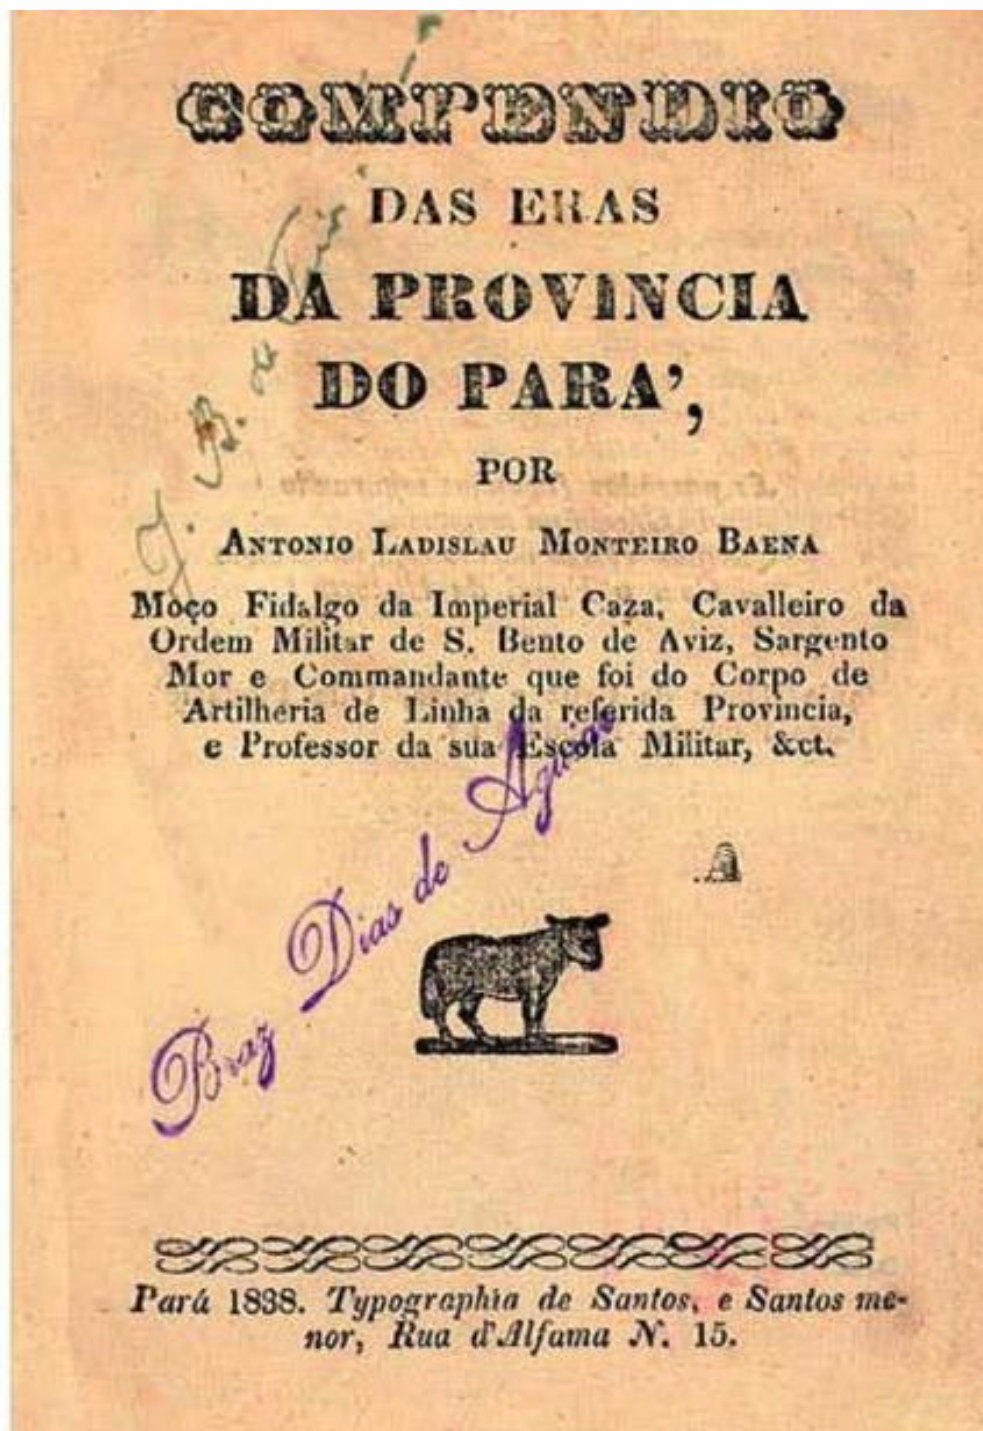 COMPENDIO
DAS ERAS
DA PROVINCIA
DO PARA',
POR
ANTONIO LADISLAU MONTEIRO BAENA
Moço Fidalgo da Imperial Caza, Cavalleiro da
Ordem Militar de S. Bento de Aviz, Sargento
Mor e Commandante que foi do Corpo de
Artilheria de Linha da referida Provincia,
e Professor da sua Escola Militar, &ct.
Braz Dias de Aguiar
Pará 1838. Typographia de Santos, e Santos me-
nor, Rua d'Alfama N. 15.